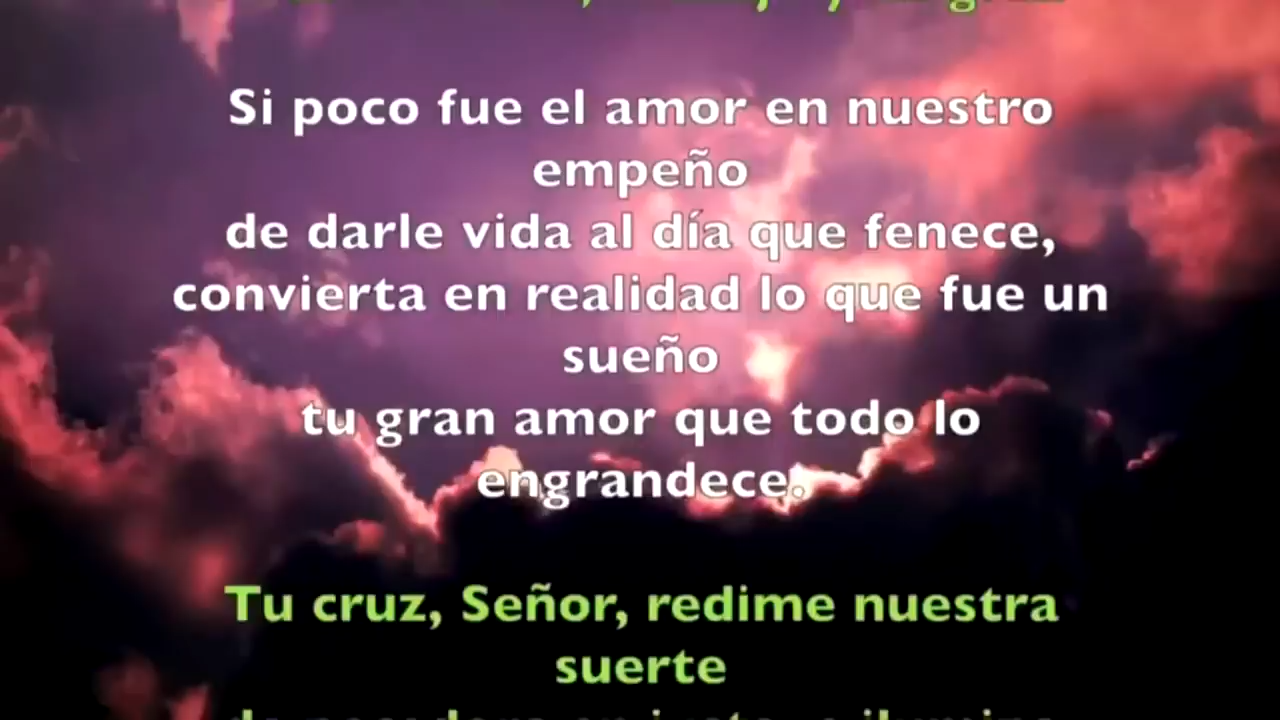 Si poco fue el amor en nuestro
empeño
de darle vida al día que fenece,
convierta en realidad lo que fue un
sueño
tu gran amor que todo lo
engrandece.
Tu cruz, Señor, redime nuestra
suerte